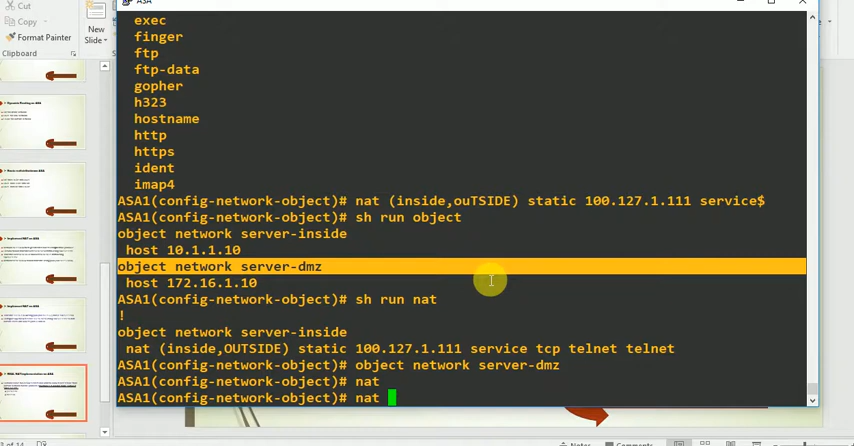 Cut
ASA
Copy
New
Slide
Format Painter
Clipboard
exec
finger
ftp
ftp-data
gopher
h323
hostname
http
https
ident
imap4
ASA1(config-network-object)# nat (inside,ouTSIDE) static 100.127.1.111 service$
ASA1(config-network-object)# sh run object
object network server-inside
host 10.1.1.10
object network server-dmz
host 172.16.1.10
ASA1(config-network-object)# sh run nat
!
object network server-inside
nat (inside,OUTSIDE) static 100.127.1.111 service tcp telnet telnet
ASA1(config-network-object)# object network server-dmz
ASA1(config-network-object)# nat
ASA1(config-network-object)# nat
of 14
Notes
Comments